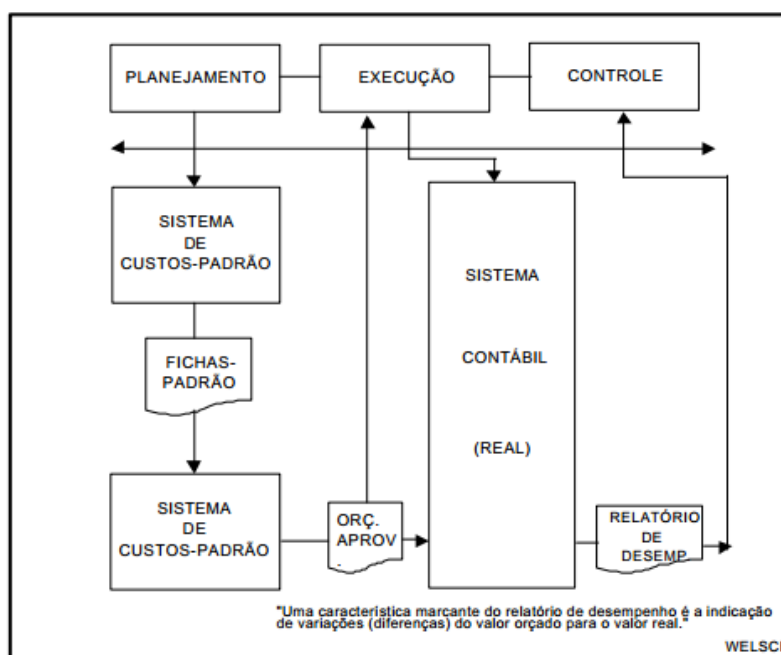 PLANEJAMENTO
EXECUÇÃO
CONTROLE
SISTEMA
DE
CUSTOS-PADRÃO
FICHAS-
PADRÃO
SISTEMA
CONTÁBIL
(REAL)
SISTEMA
DE
CUSTOS-PADRÃO
ORÇ.
APROV
.
RELATÓRIO
DE
DESEMP.
"Uma característica marcante do relatório de desempenho é a indicação
de variações (diferenças) do valor orçado para o valor real."